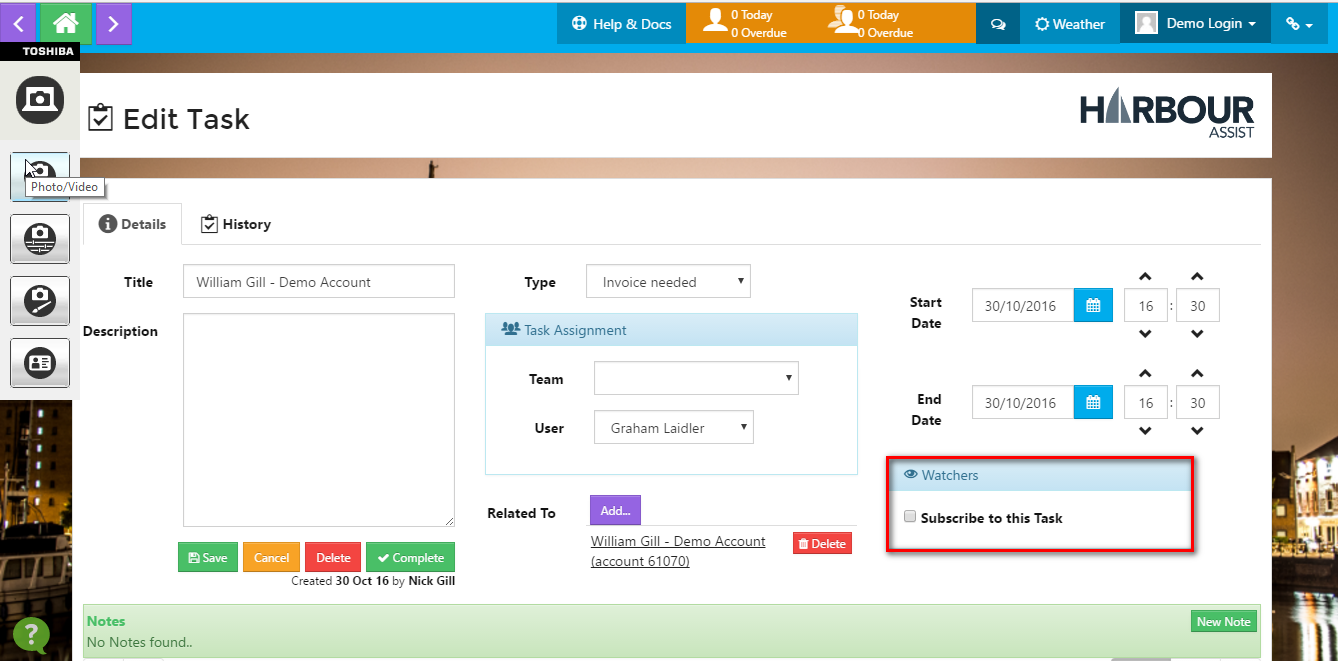 Help & Docs
0 Today
0 Overdue
0 Today
0 Overdue
Weather
Demo Login
TOSHIBA
Photo/Video
Edit Task
HARBOUR
ASSIST
Details
History
Title
William Gill - Demo Account
Description
Type
Invoice needed
Task Assignment
Team
User
Graham Laidler
Related To
Add...
William Gill - Demo Account
(account 61070)
Delete
Start
Date
30/10/2016
16 : 30
End
Date
30/10/2016
16 : 30
Watchers
Subscribe to this Task
Save
Cancel
Delete
Complete
Created 30 Oct 16 by Nick Gill
Notes
No Notes found..
New Note
?